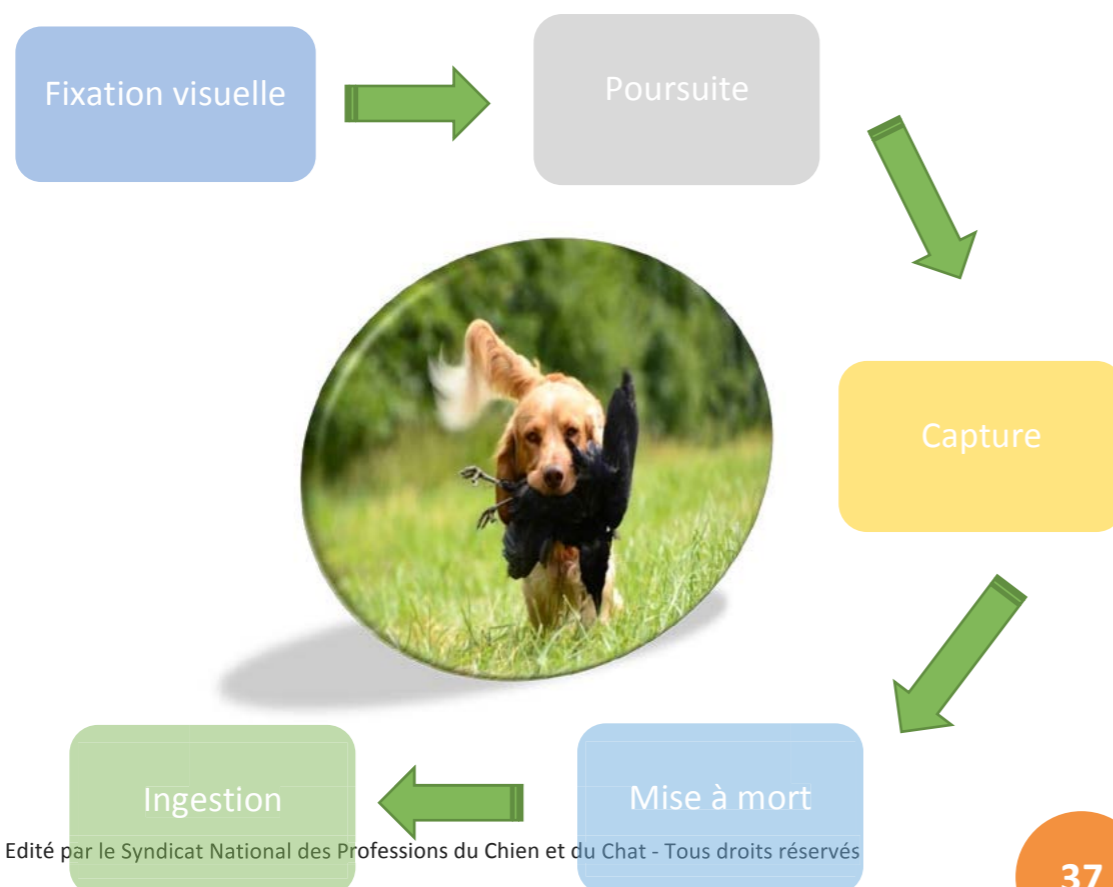 Fixation visuelle
Poursuite
Capture
Mise à mort
Ingestion
Edité par le Syndicat National des Professions du Chien et du Chat - Tous droits réservés
37